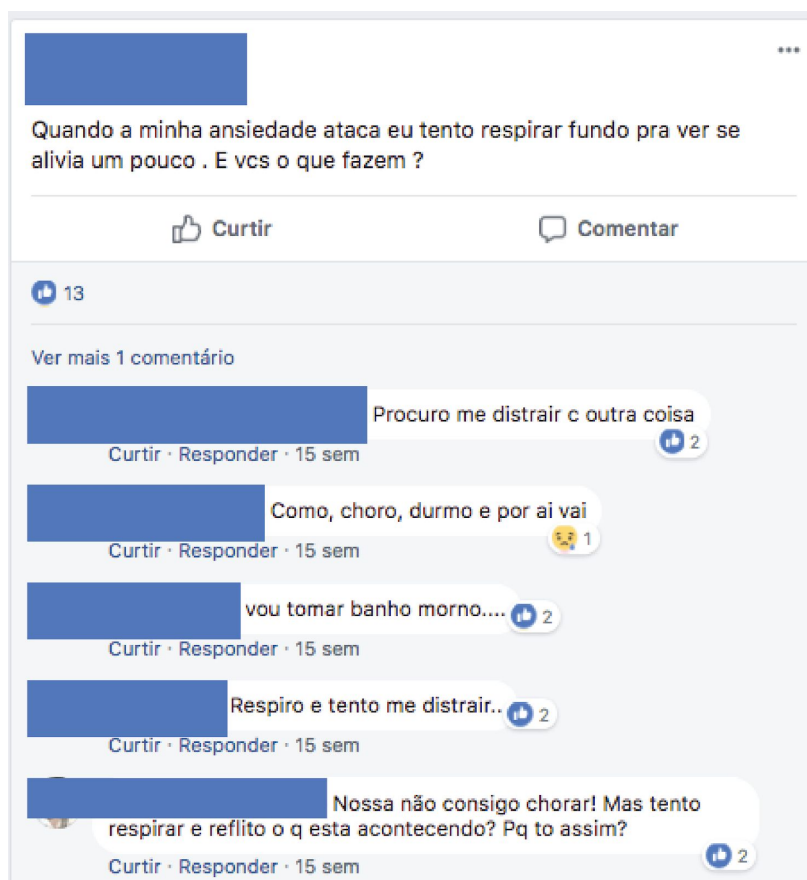 Quando a minha ansiedade ataca eu tento respirar fundo pra ver se
alivia um pouco . E vcs o que fazem ?
Curtir
Comentar
13
Ver mais 1 comentário
Procuro me distrair c outra coisa
2
Curtir · Responder · 15 sem
Como, choro, durmo e por ai vai
1
Curtir · Responder · 15 sem
vou tomar banho morno....
2
Curtir · Responder · 15 sem
Respiro e tento me distrair..
2
Curtir · Responder · 15 sem
Nossa não consigo chorar! Mas tento
respirar e reflito o q esta acontecendo? Pq to assim?
2
Curtir · Responder · 15 sem